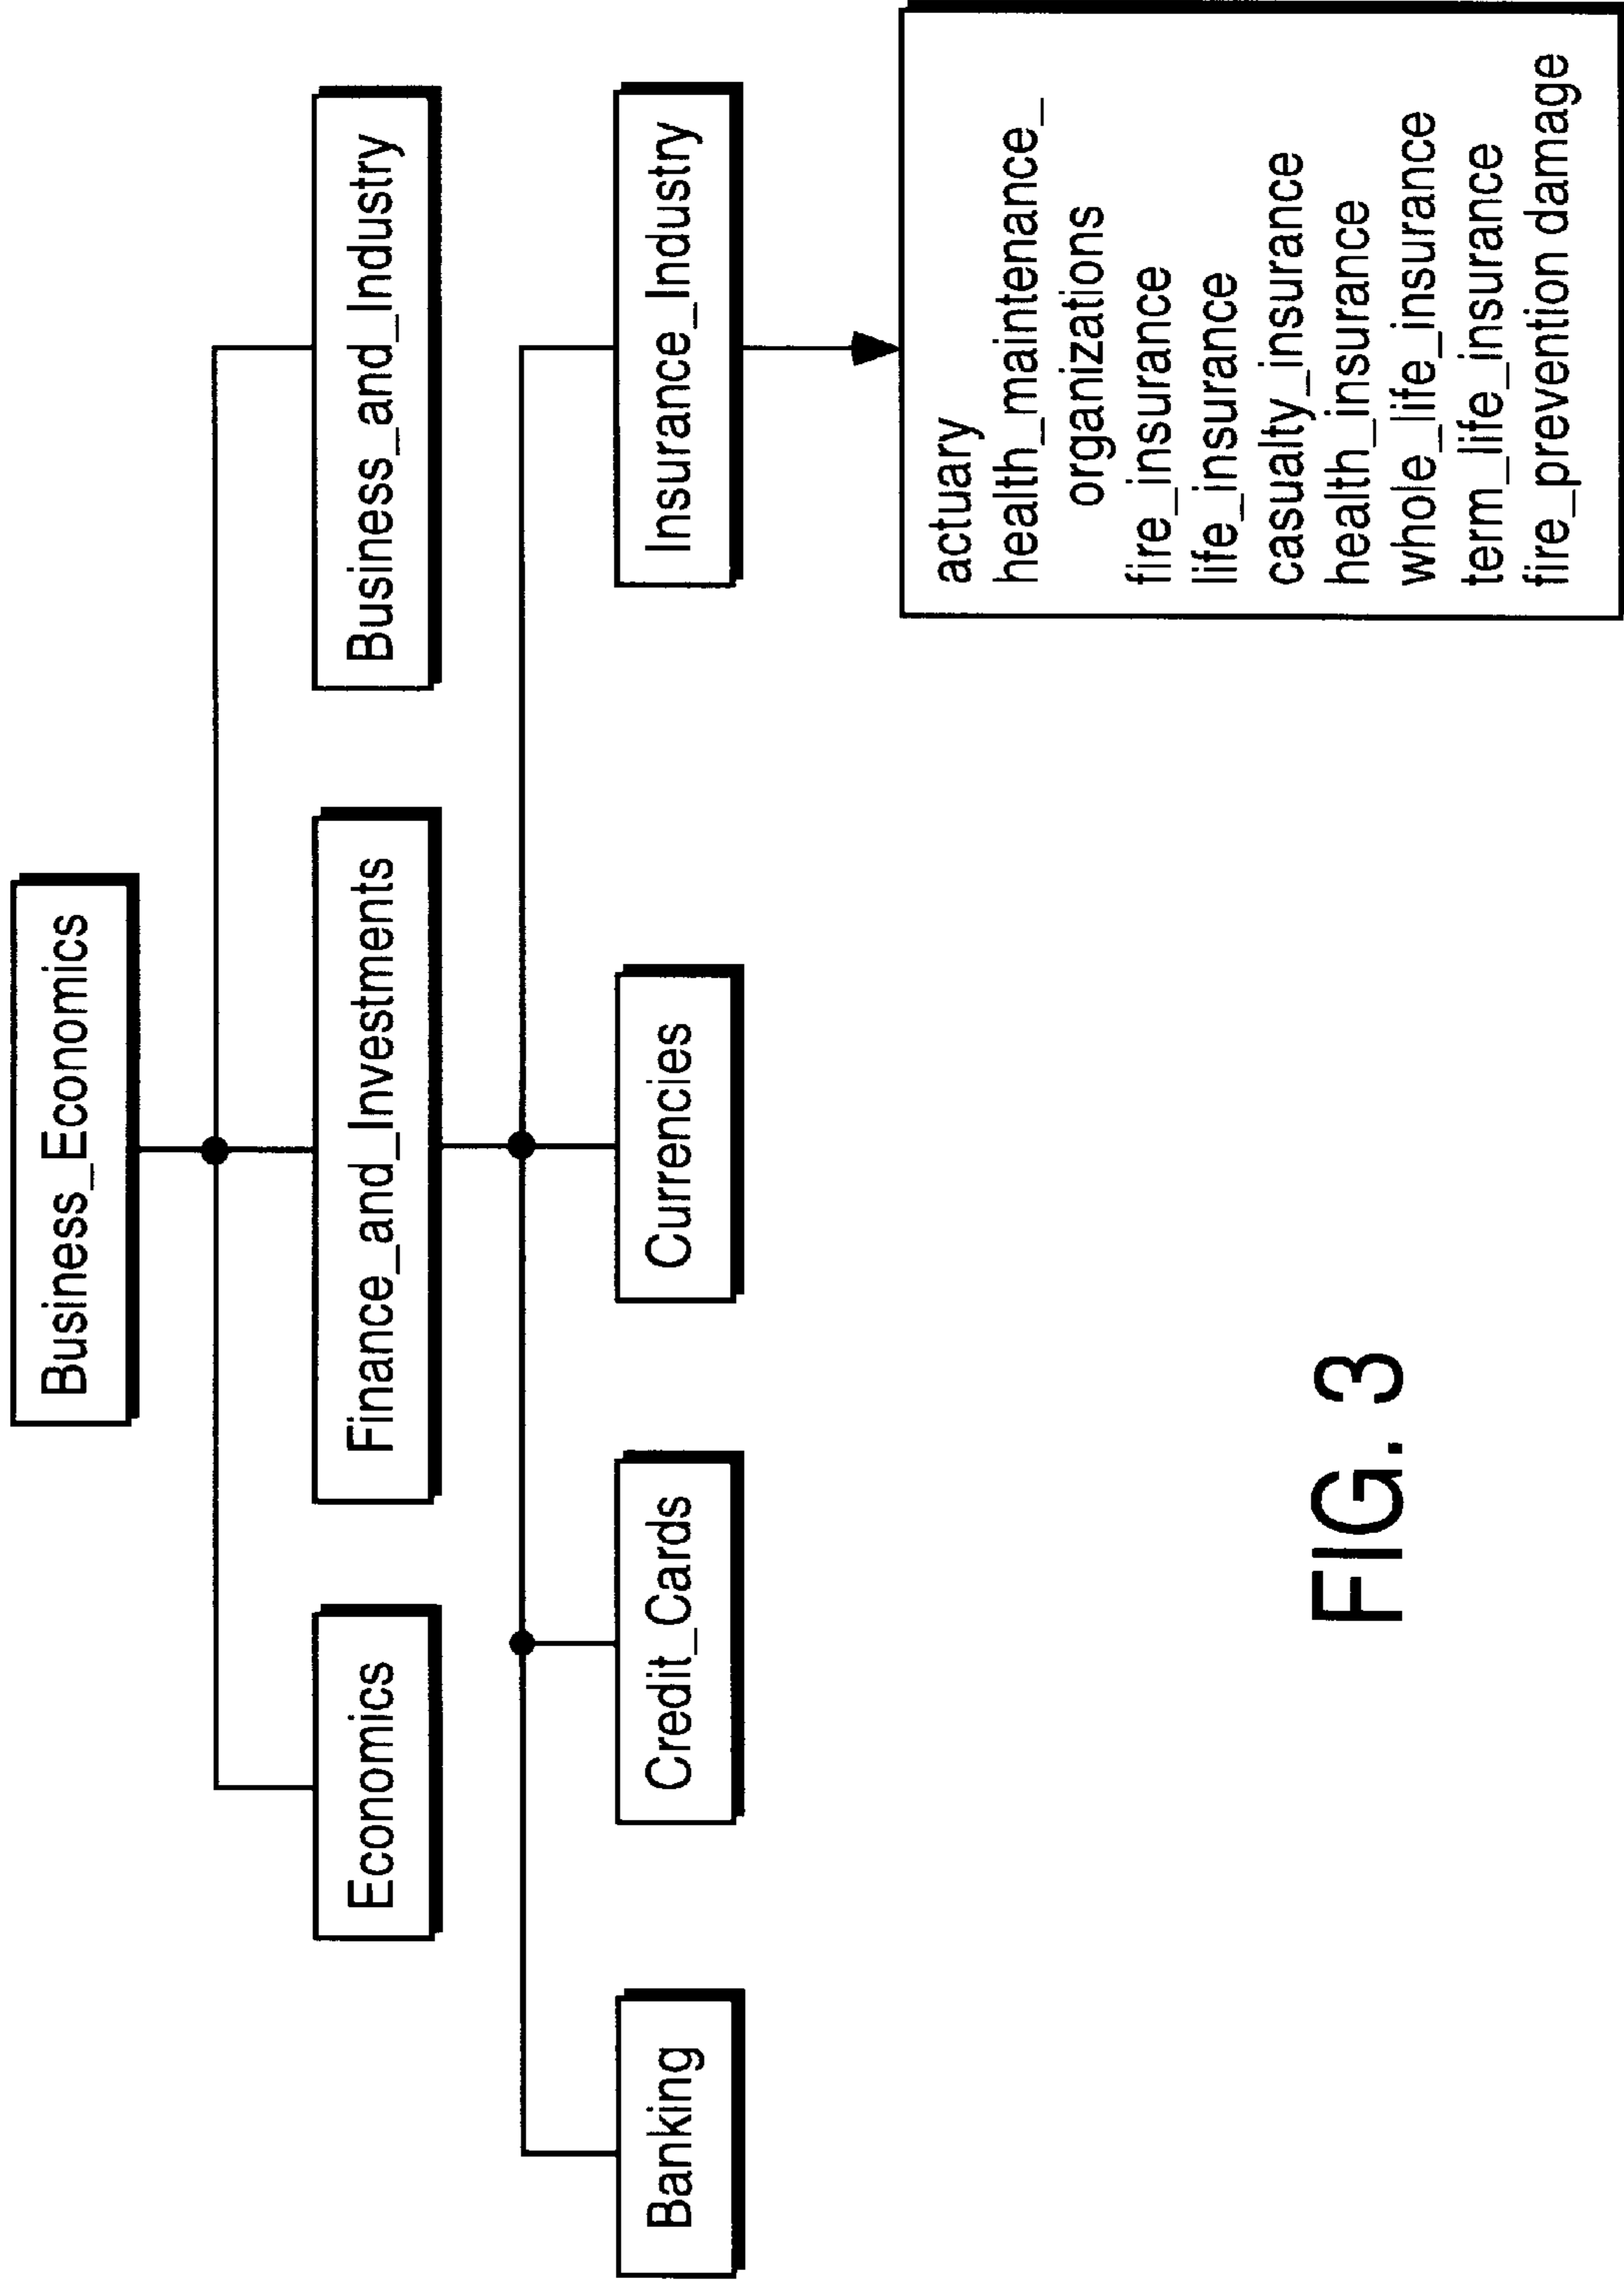 Business_Economics
Economics
Finance_and_Investments
Business_and_Industry
Banking
Credit_Cards
Currencies
Insurance_Industry
actuary
health_maintenance_
organizations
fire_insurance
life_insurance
casualty_insurance
health_insurance
whole_life_insurance
term_life_insurance
fire_prevention damage
FIG. 3